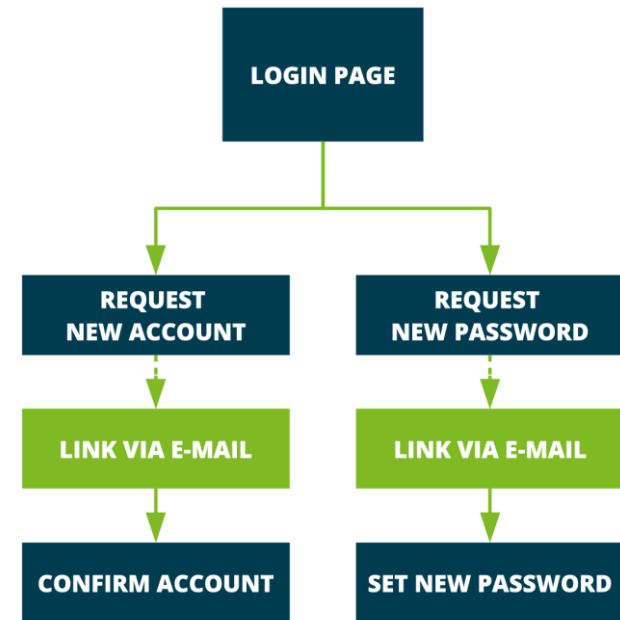 LOGIN PAGE
REQUEST
NEW ACCOUNT
REQUEST
NEW PASSWORD
LINK VIA E-MAIL
LINK VIA E-MAIL
CONFIRM ACCOUNT
SET NEW PASSWORD